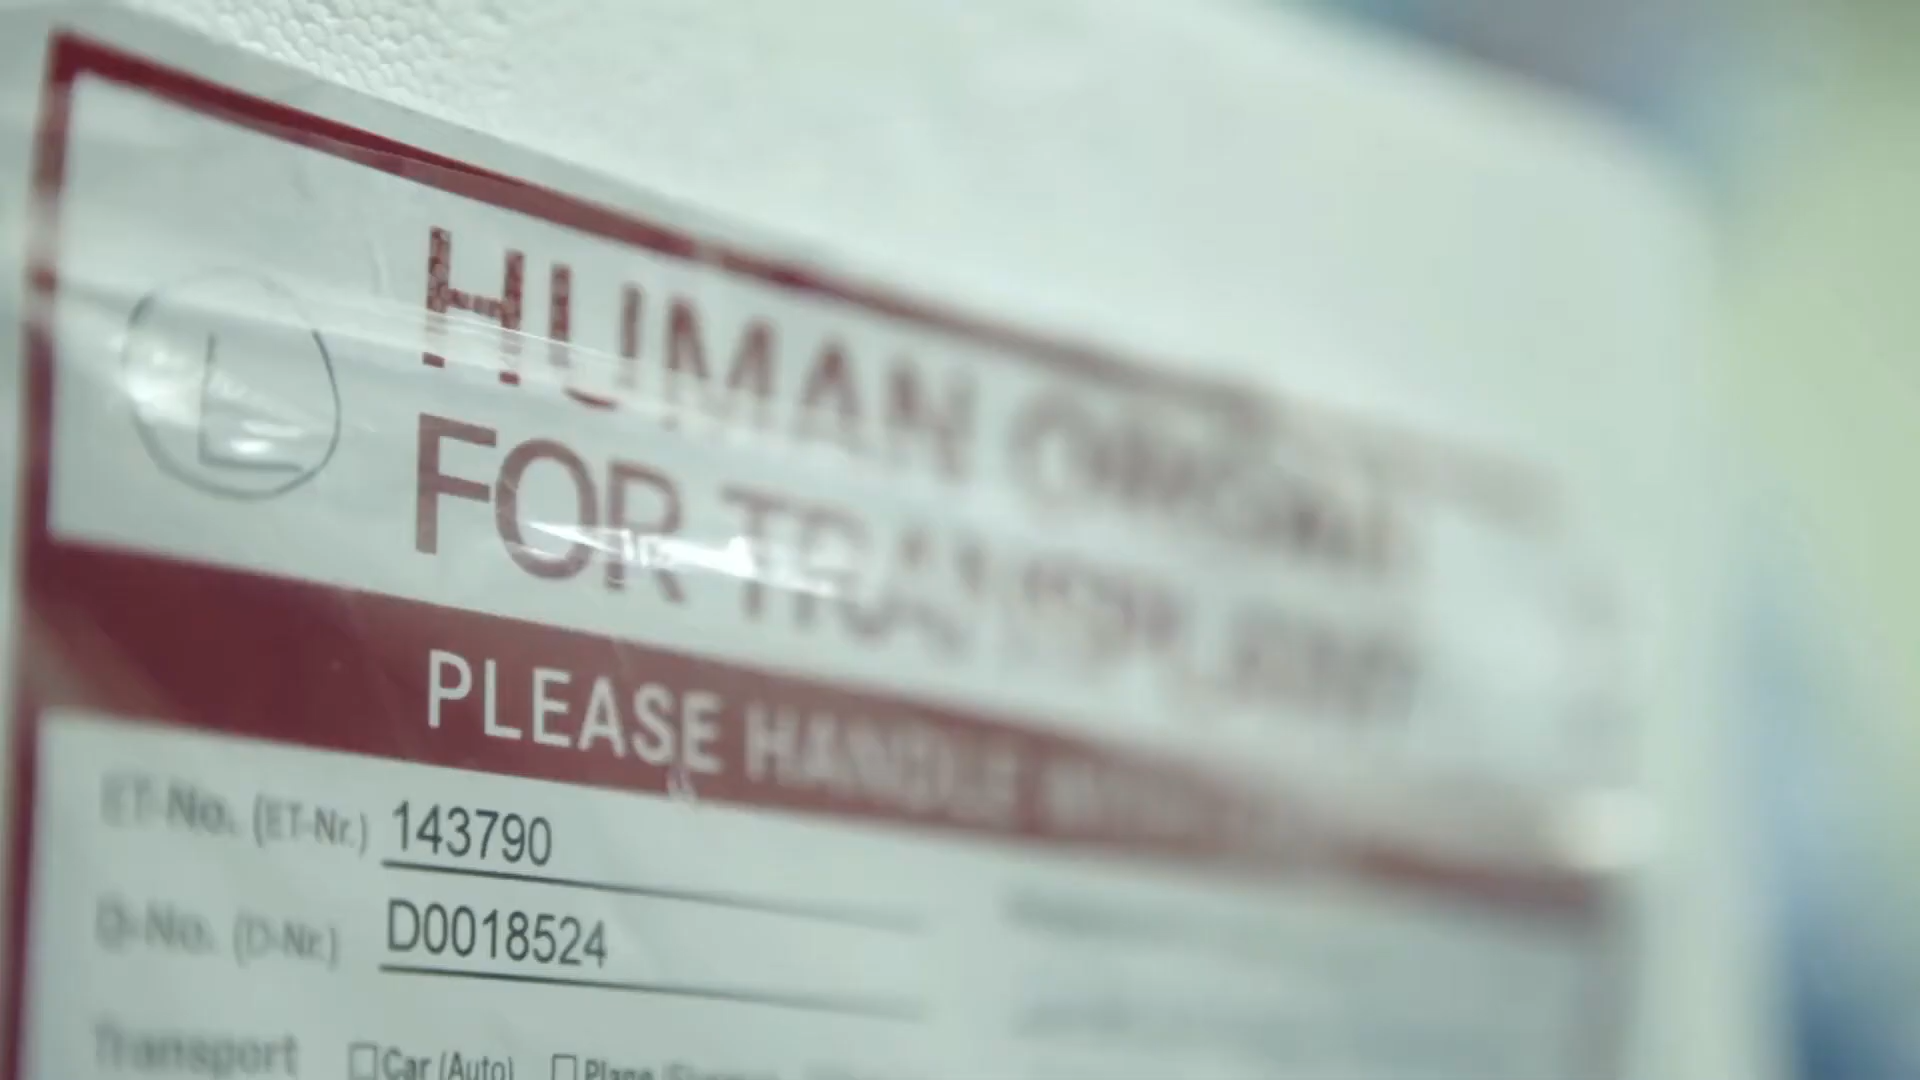 L
HUMAN ORGAN
FOR TRANSPLANT
PLEASE HANDLE WITH
ET-No. (ET-Nr.) 143790
D-No. (D-Nr.) D0018524
Transport □ Car (Auto) □ Plane